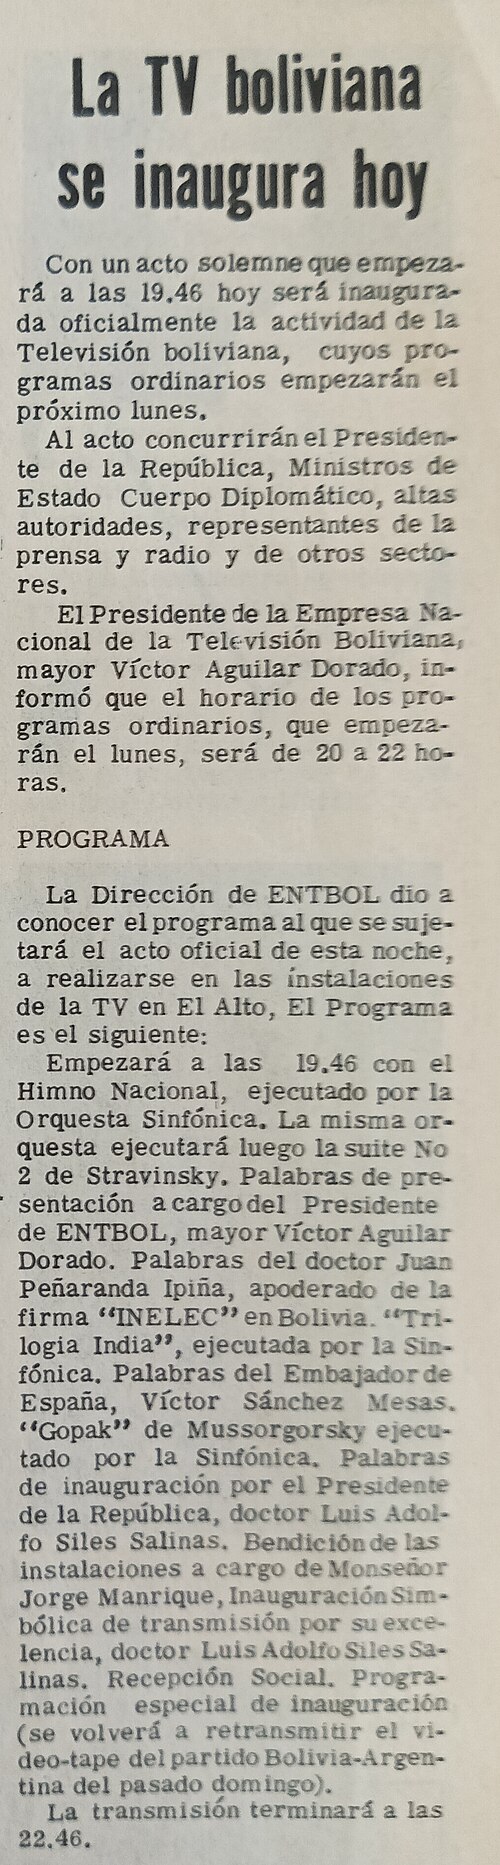 La TV boliviana
se inaugura hoy
Con un acto solemne que empeza-
rá a las 19.46 hoy será inaugura-
da oficialmente la actividad de la
Televisión boliviana, cuyos pro-
gramas ordinarios empezarán el
próximo lunes.
Al acto concurrirán el Presiden-
te de la República, Ministros de
Estado Cuerpo Diplomático, altas
autoridades, representantes de la
prensa y radio y de otros secto-
res.
El Presidente de la Empresa Na-
cional de la Televisión Boliviana,
mayor Víctor Aguilar Dorado, in-
formó que el horario de los pro-
gramas ordinarios, que empeza-
rán el lunes, será de 20 a 22 ho-
ras.
PROGRAMA
La Dirección de ENTBOL dio a
conocer el programa al que se suje-
tará el acto oficial de esta noche,
a realizarse en las instalaciones
de la TV en El Alto, El Programa
es el siguiente:
Empezará a las 19.46 con el
Himno Nacional, ejecutado por la
Orquesta Sinfónica. La misma or-
questa ejecutará luego la suite No
2 de Stravinsky. Palabras de pre-
sentación a cargo del Presidente
de ENTBOL, mayor Víctor Aguilar
Dorado. Palabras del doctor Juan
Peñaranda Ipiña, apoderado de la
firma "INELEC" en Bolivia. "Tri-
logia India", ejecutada por la Sin-
fónica. Palabras del Embajador de
España, Víctor Sánchez Mesas.
"Gopak" de Mussorgorsky ejecu-
tado por la Sinfónica. Palabras
de inauguración por el Presidente
de la República, doctor Luis Adol-
fo Siles Salinas. Bendición de las
instalaciones a cargo de Monseñor
Jorge Manrique, Inauguración Sim-
bólica de transmisión por su exce-
lencia, doctor Luis Adolfo Siles Sa-
linas. Recepción Social. Progra-
mación especial de inauguración
(se volverá a retransmitir el vi-
deo-tape del partido Bolivia-Argen-
tina del pasado domingo).
La transmisión terminará a las
22.46.